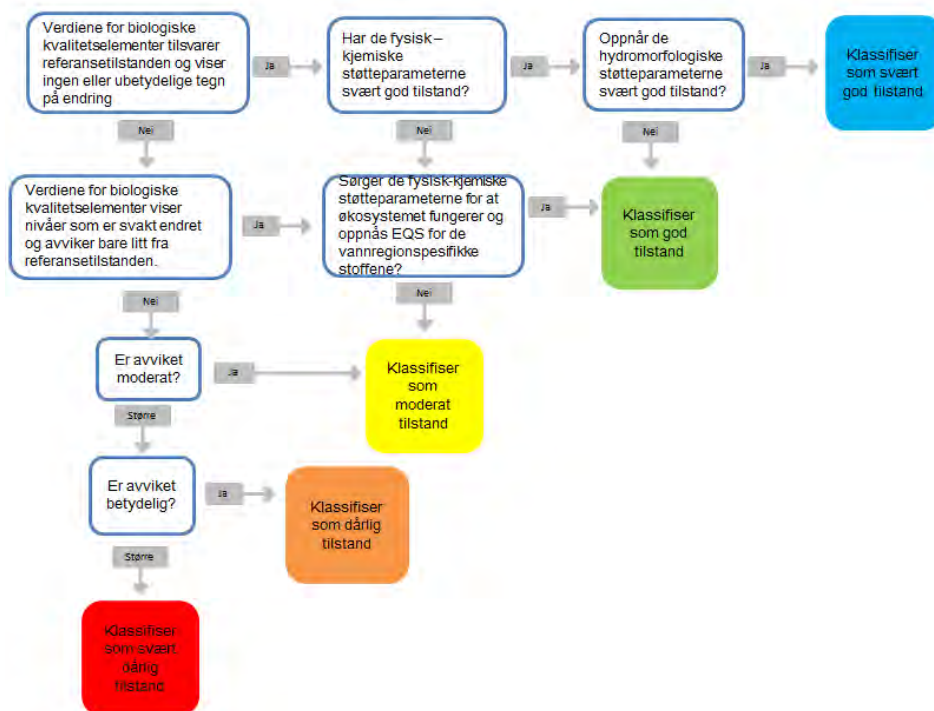 Verdiene for biologiske
kvalitetselementer tilsvarer
referansetilstanden og viser
ingen eller ubetydelige tegn
på endring
Ja
Har de fysisk –
kjemiske
støtteparameterne
svært god tilstand?
Ja
Oppnår de
hydromorfologiske
støtteparameterne
svært god tilstand?
Ja
Klassifiser
som svært
god tilstand
Nei
Nei
Nei
Verdiene for biologiske
kvalitetselementer viser
nivåer som er svakt endret
og avviker bare litt fra
referansetilstanden.
Ja
Sørger de fysisk-kjemiske
støtteparameterne for at
økosystemet fungerer og
oppnås EQS for de
vannregionspesifikke
stoffene?
Ja
Klassifiser
som god
tilstand
Nei
Nei
Er avviket
moderat?
Ja
Klassifiser
som
moderat
tilstand
Større
Er avviket
betydelig?
Ja
Klassifiser
som dårlig
tilstand
Større
Klassifiser
som svært
dårlig
tilstand